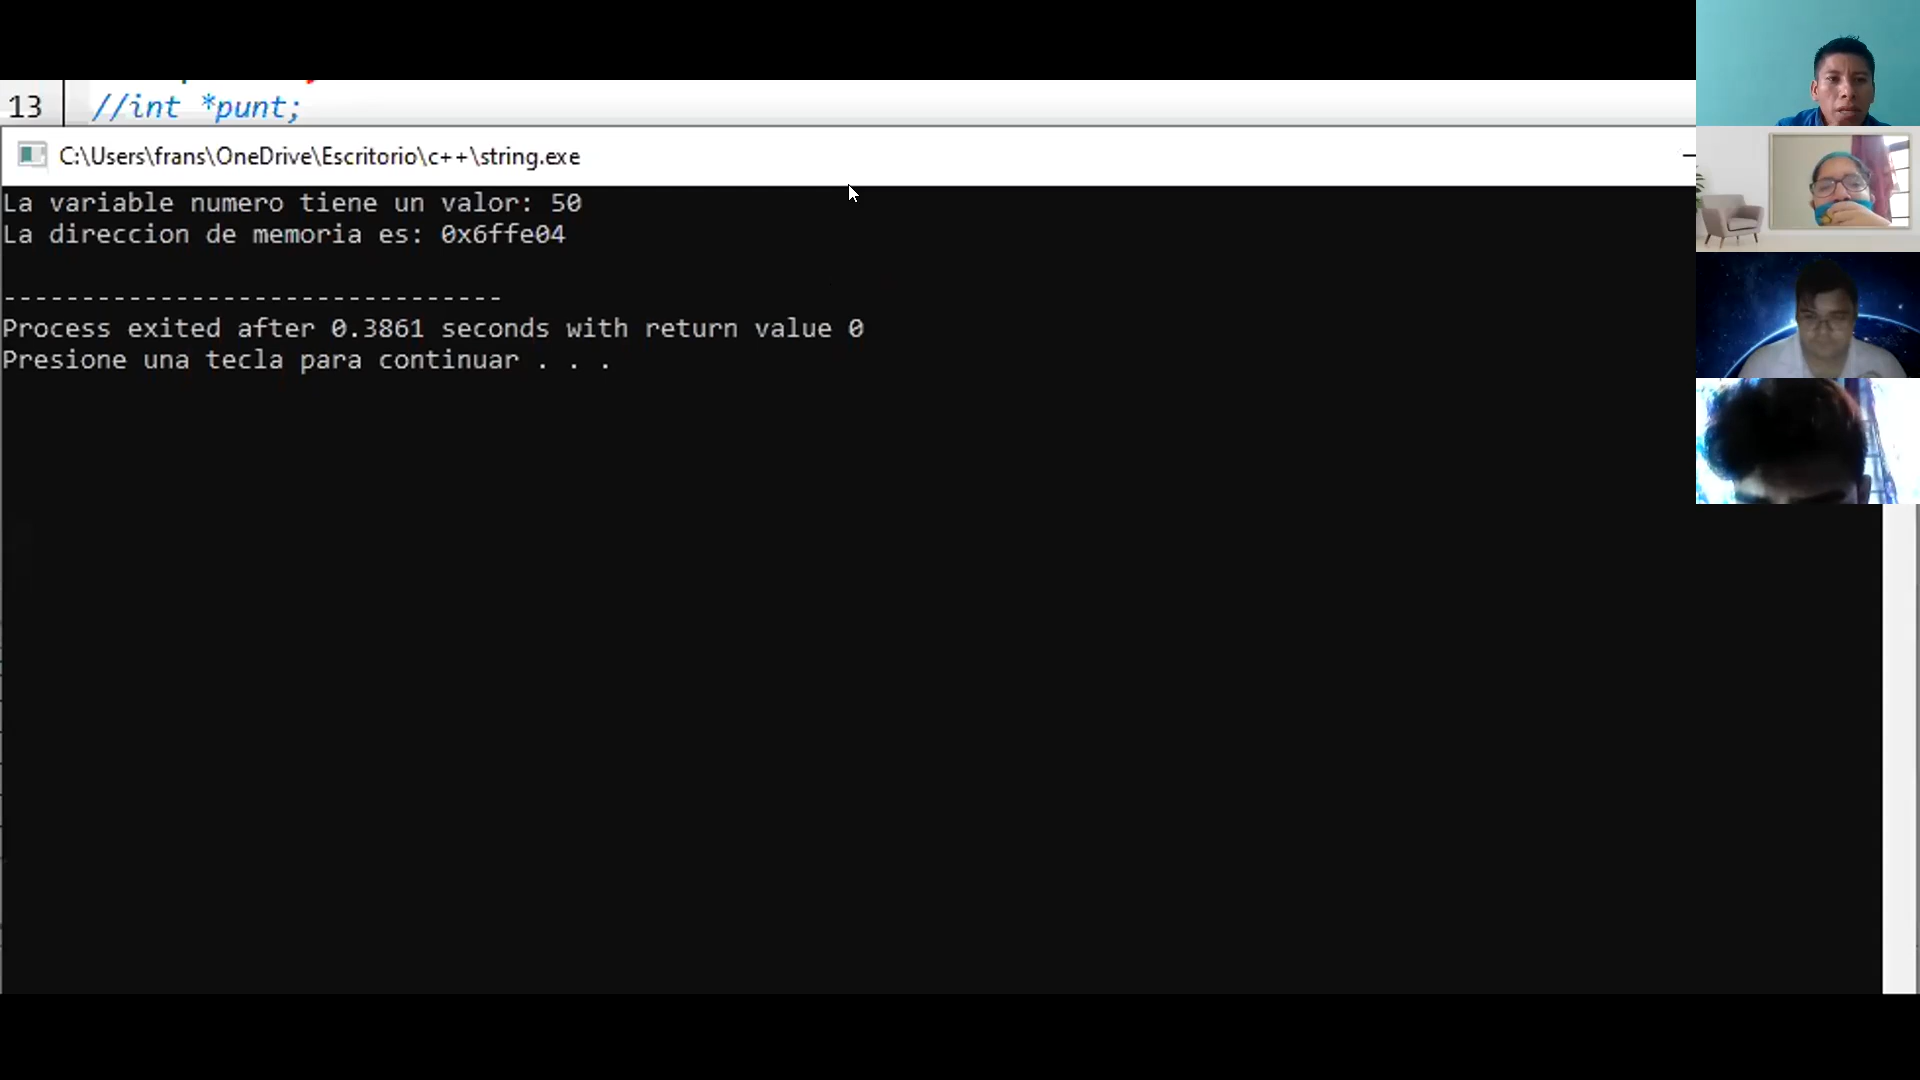 13 //int *punt;
C:\Users\frans\OneDrive\Escritorio\c++\string.exe
La variable numero tiene un valor: 50
La direccion de memoria es: 0x6ffe04
--------------------------------
Process exited after 0.3861 seconds with return value 0
Presione una tecla para continuar . . .